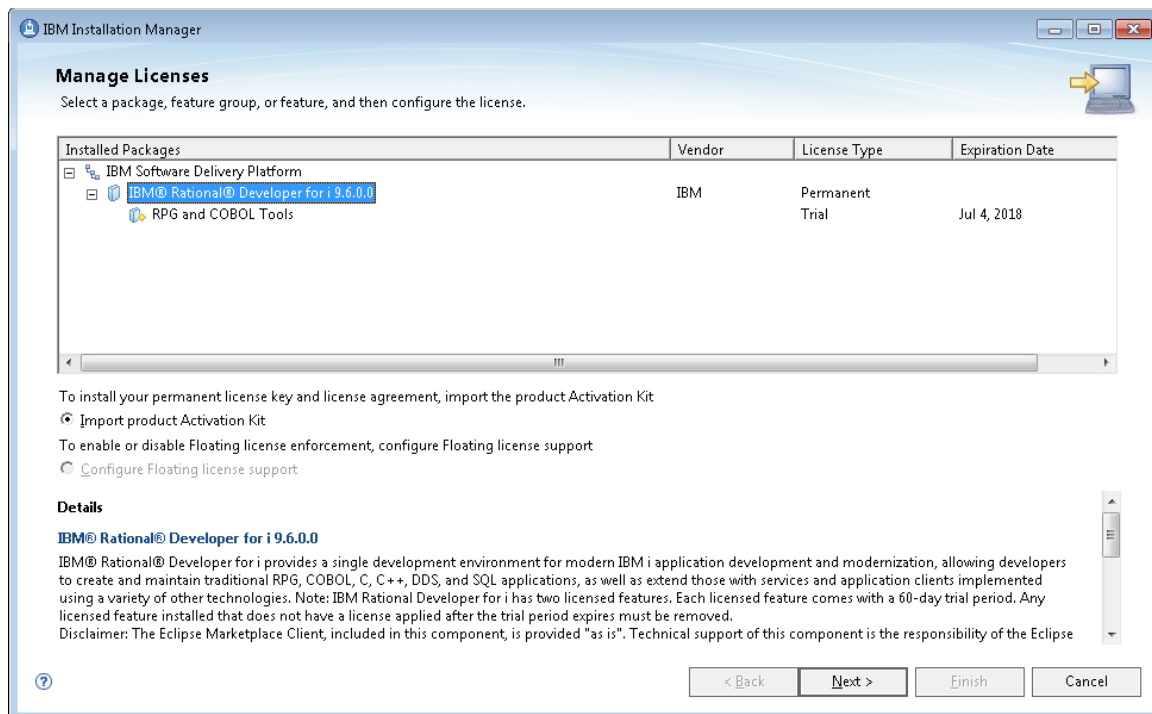 IBM Installation Manager
Manage Licenses
Select a package, feature group, or feature, and then configure the license.
Installed Packages Vendor License Type Expiration Date
IBM Software Delivery Platform
IBM® Rational® Developer for i 9.6.0.0 IBM Permanent
RPG and COBOL Tools Trial Jul 4, 2018
To install your permanent license key and license agreement, import the product Activation Kit
Import product Activation Kit
To enable or disable Floating license enforcement, configure Floating license support
Configure Floating license support
Details
IBM® Rational® Developer for i 9.6.0.0
IBM® Rational® Developer for i provides a single development environment for modern IBM i application development and modernization, allowing developers
to create and maintain traditional RPG, COBOL, C, C++, DDS, and SQL applications, as well as extend those with services and application clients implemented
using a variety of other technologies. Note: IBM Rational Developer for i has two licensed features. Each licensed feature comes with a 60-day trial period. Any
licensed feature installed that does not have a license applied after the trial period expires must be removed.
Disclaimer: The Eclipse Marketplace Client, included in this component, is provided "as is". Technical support of this component is the responsibility of the Eclipse
? < Back Next > Finish Cancel